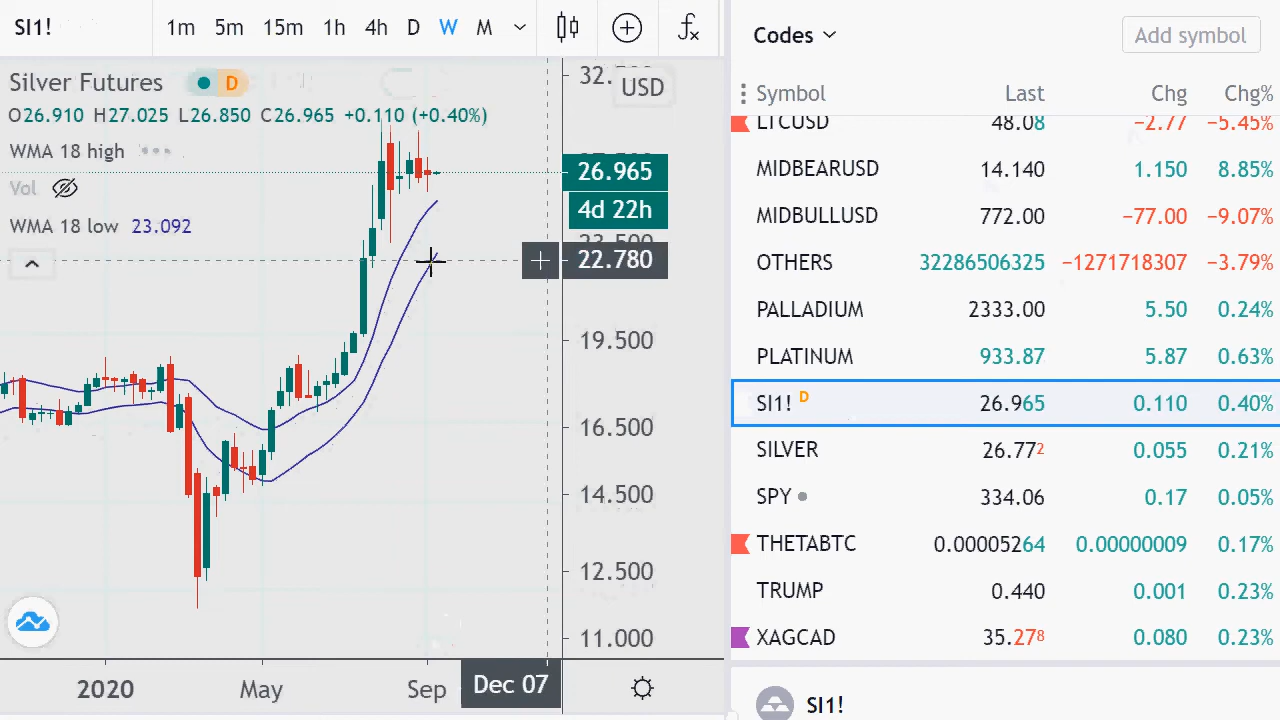 SI1! 1m 5m 15m 1h 4h D W M
Silver Futures D
O26.910 H27.025 L26.850 C26.965 +0.110 (+0.40%)
WMA 18 high
Vol
WMA 18 low 23.092
USD
26.965
4d 22h
22.780
19.500
16.500
14.500
12.500
11.000
2020 May Sep Dec 07
Codes Add symbol
Symbol Last Chg Chg%
LTCUSD 48.08 −2.77 −5.45%
MIDBEARUSD 14.140 1.150 8.85%
MIDBULLUSD 772.00 −77.00 −9.07%
OTHERS 32286506325 −1271718307 −3.79%
PALLADIUM 2333.00 5.50 0.24%
PLATINUM 933.87 5.87 0.63%
SI1! D 26.965 0.110 0.40%
SILVER 26.772 0.055 0.21%
SPY 334.06 0.17 0.05%
THETABTC 0.00005264 0.00000009 0.17%
TRUMP 0.440 0.001 0.23%
XAGCAD 35.278 0.080 0.23%
SI1!